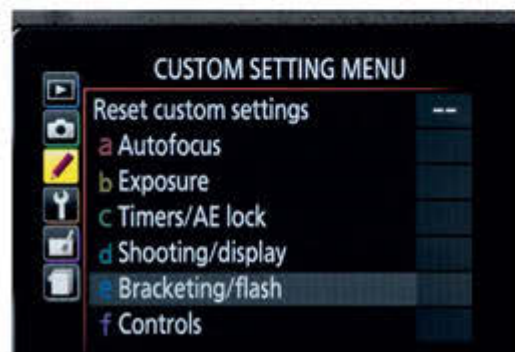 CUSTOM SETTING MENU
Reset custom settings --
a Autofocus
b Exposure
c Timers/AE lock
d Shooting/display
e Bracketing/flash
f Controls